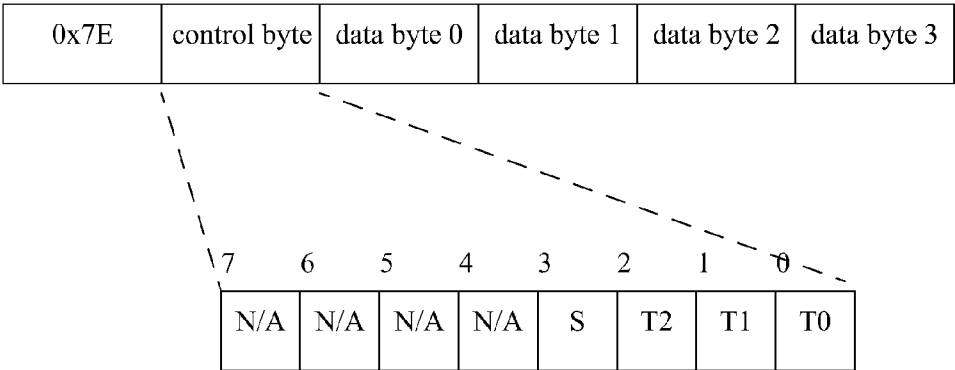 0x7E control byte data byte 0 data byte 1 data byte 2 data byte 3
7 6 5 4 3 2 1 0
N/A N/A N/A N/A S T2 T1 T0